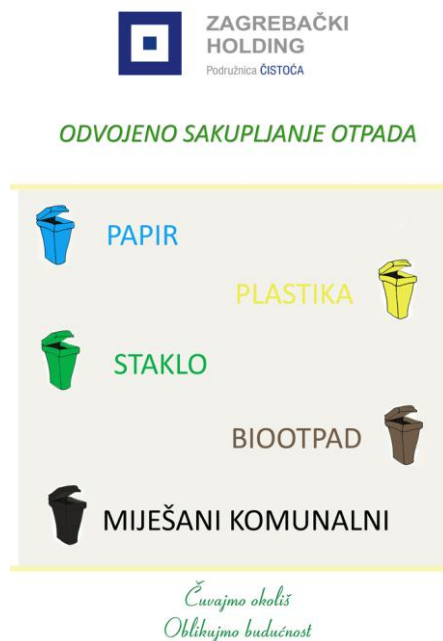 ZAGREBAČKI
HOLDING
Podružnica ČISTOĆA
ODVOJENO SAKUPLJANJE OTPADA
PAPIR
PLASTIKA
STAKLO
BIOOTPAD
MIJEŠANI KOMUNALNI
Čuvajmo okoliš
Oblikujmo budućnost